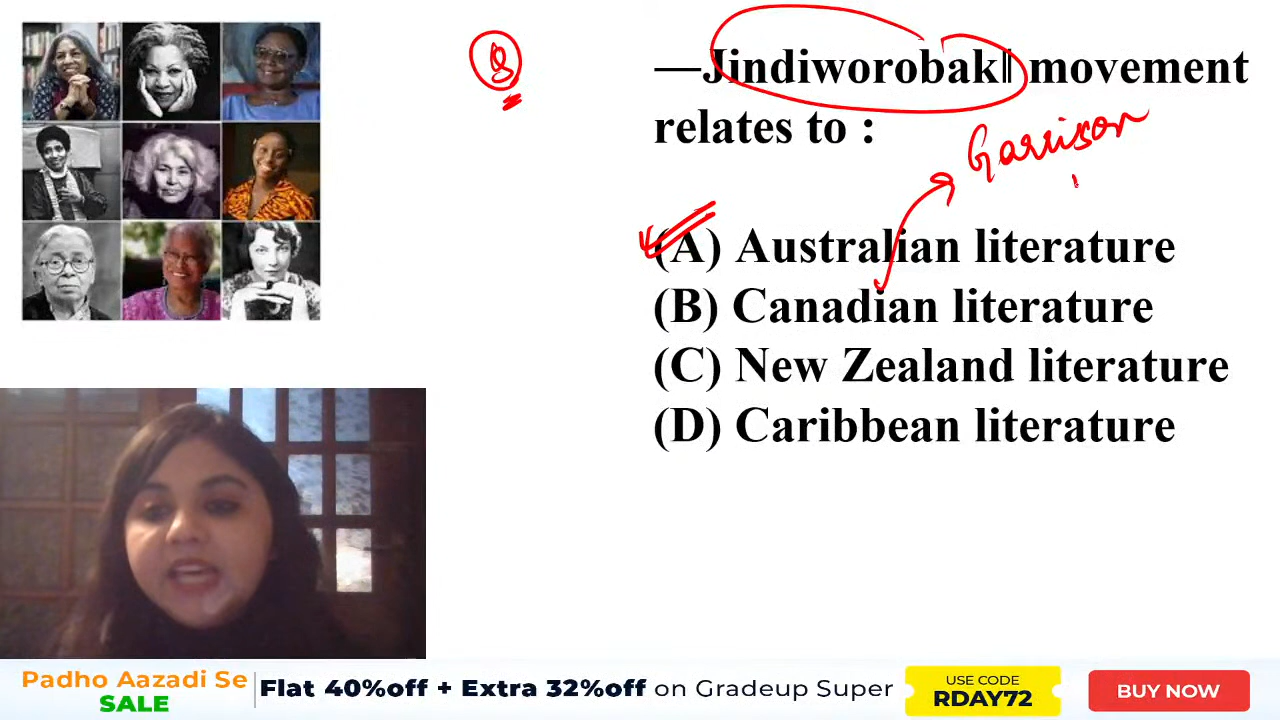 8
—Jindiworobak‖ movement
relates to :
Garrison
(A) Australian literature
(B) Canadian literature
(C) New Zealand literature
(D) Caribbean literature
Padho Aazadi Se
SALE
Flat 40%off + Extra 32%off on Gradeup Super
USE CODE
RDAY72
BUY NOW